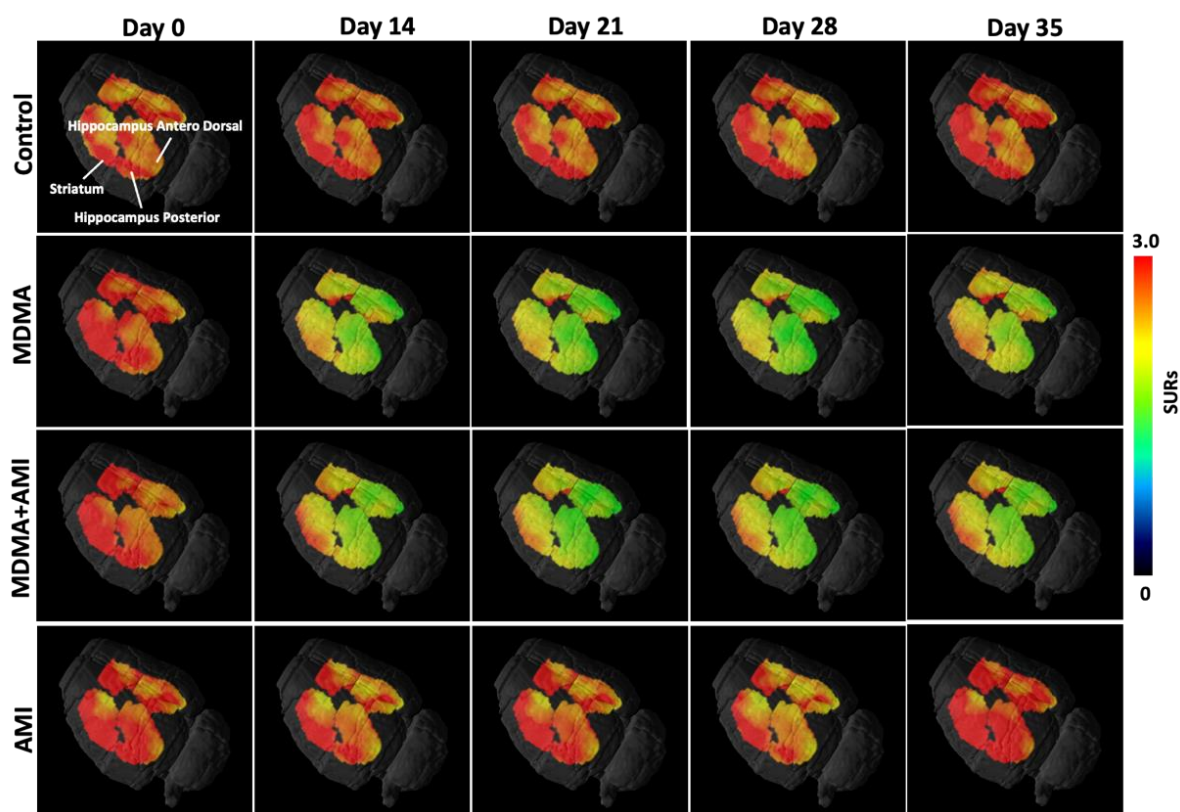 Day 0 Day 14 Day 21 Day 28 Day 35
Control
Hippocampus Antero Dorsal
Striatum
Hippocampus Posterior
MDMA
3.0
SURs
MDMA+AMI
0
AMI